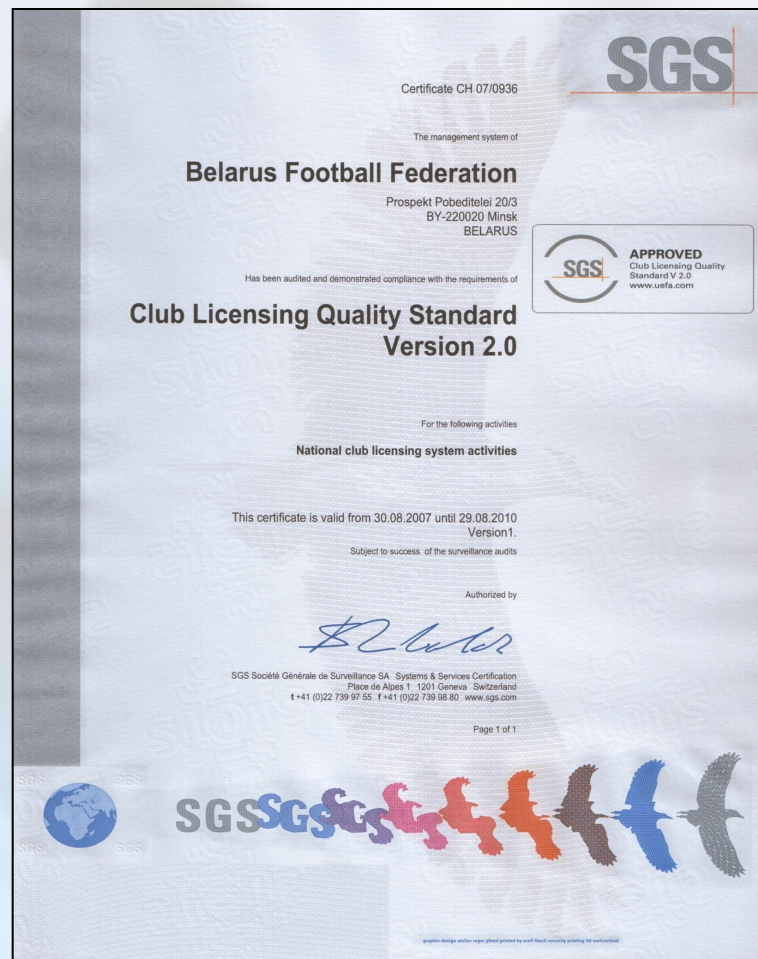 SGS
Certificate CH 07/0936
The management system of
Belarus Football Federation
Prospekt Pobeditelei 20/3
BY-220020 Minsk
BELARUS
SGS
APPROVED
Club Licensing Quality
Standard V 2.0
www.uefa.com
Has been audited and demonstrated compliance with the requirements of
Club Licensing Quality Standard
Version 2.0
For the following activities
National club licensing system activities
This certificate is valid from 30.08.2007 until 29.08.2010
Version1.
Subject to success of the surveillance audits
Authorized by
SGS Société Générale de Surveillance SA Systems & Services Certification
Place de Alpes 1 1201 Geneva Switzerland
t +41 (0)22 739 97 55 f +41 (0)22 739 98 80 www.sgs.com
Page 1 of 1
SGS SGS
SGS SGS
SGSSGSSGS